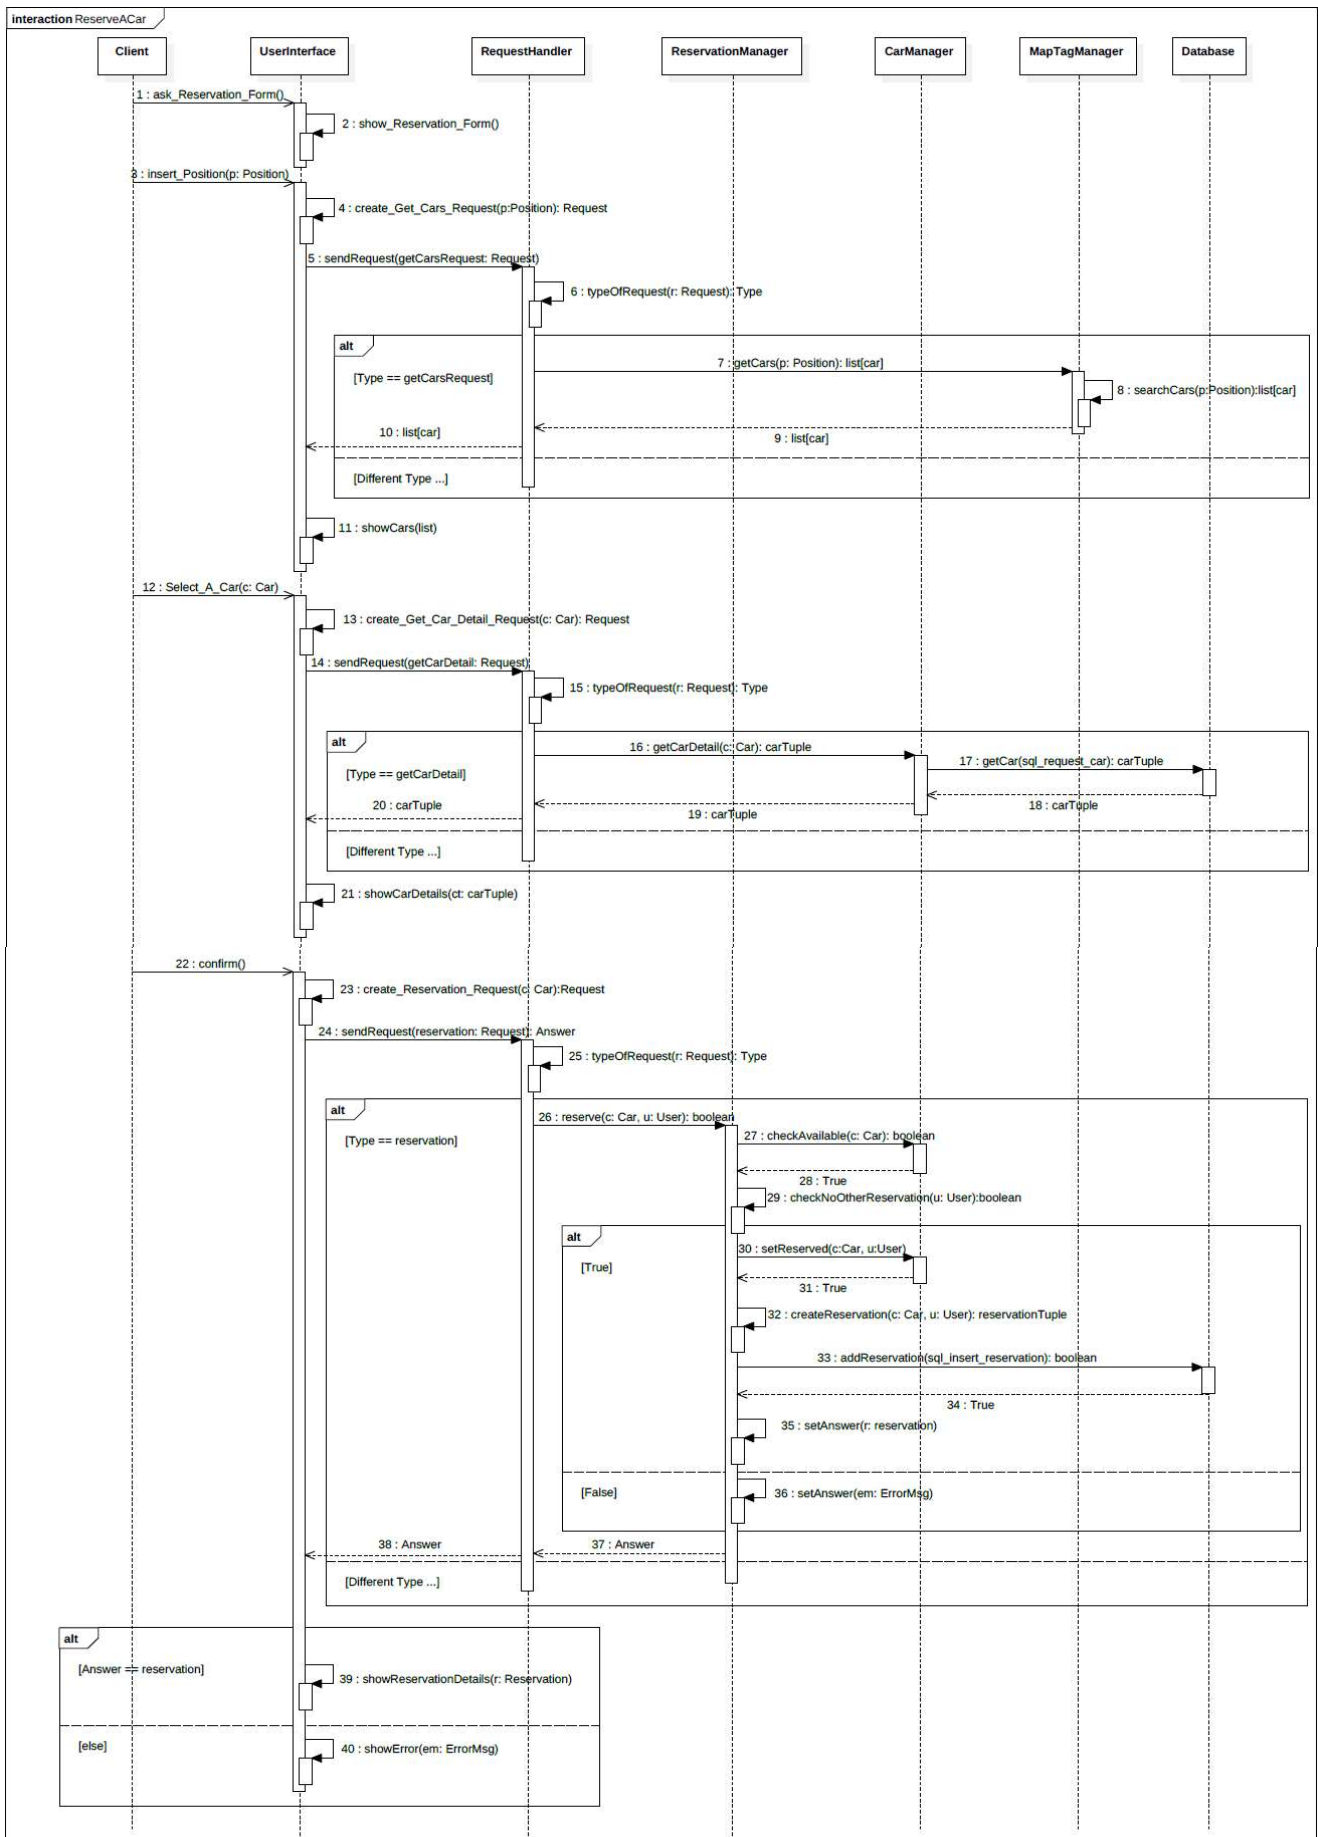 interaction ReserveACar
Client
UserInterface
RequestHandler
ReservationManager
CarManager
MapTagManager
Database
1 : ask_Reservation_Form()
2 : show_Reservation_Form()
3 : insert_Position(p: Position)
4 : create_Get_Cars_Request(p:Position): Request
5 : sendRequest(getCarsRequest: Request)
6 : typeOfRequest(r: Request): Type
alt
7 : getCars(p: Position): list[car]
[Type == getCarsRequest]
8 : searchCars(p:Position):list[car]
10 : list[car]
9 : list[car]
[Different Type ...]
11 : showCars(list)
12 : Select_A_Car(c: Car)
13 : create_Get_Car_Detail_Request(c: Car): Request
14 : sendRequest(getCarDetail: Request)
15 : typeOfRequest(r: Request): Type
alt
16 : getCarDetail(c: Car): carTuple
17 : getCar(sql_request_car): carTuple
[Type == getCarDetail]
20 : carTuple
18 : carTuple
19 : carTuple
[Different Type ...]
21 : showCarDetails(ct: carTuple)
22 : confirm()
23 : create_Reservation_Request(c: Car):Request
24 : sendRequest(reservation: Request): Answer
25 : typeOfRequest(r: Request): Type
alt
26 : reserve(c: Car, u: User): boolean
27 : checkAvailable(c: Car): boolean
[Type == reservation]
28 : True
29 : checkNoOtherReservation(u: User):boolean
alt
30 : setReserved(c:Car, u:User)
[True]
31 : True
32 : createReservation(c: Car, u: User): reservationTuple
33 : addReservation(sql_insert_reservation): boolean
34 : True
35 : setAnswer(r: reservation)
[False]
36 : setAnswer(em: ErrorMsg)
38 : Answer
37 : Answer
[Different Type ...]
alt
[Answer == reservation]
39 : showReservationDetails(r: Reservation)
[else]
40 : showError(em: ErrorMsg)